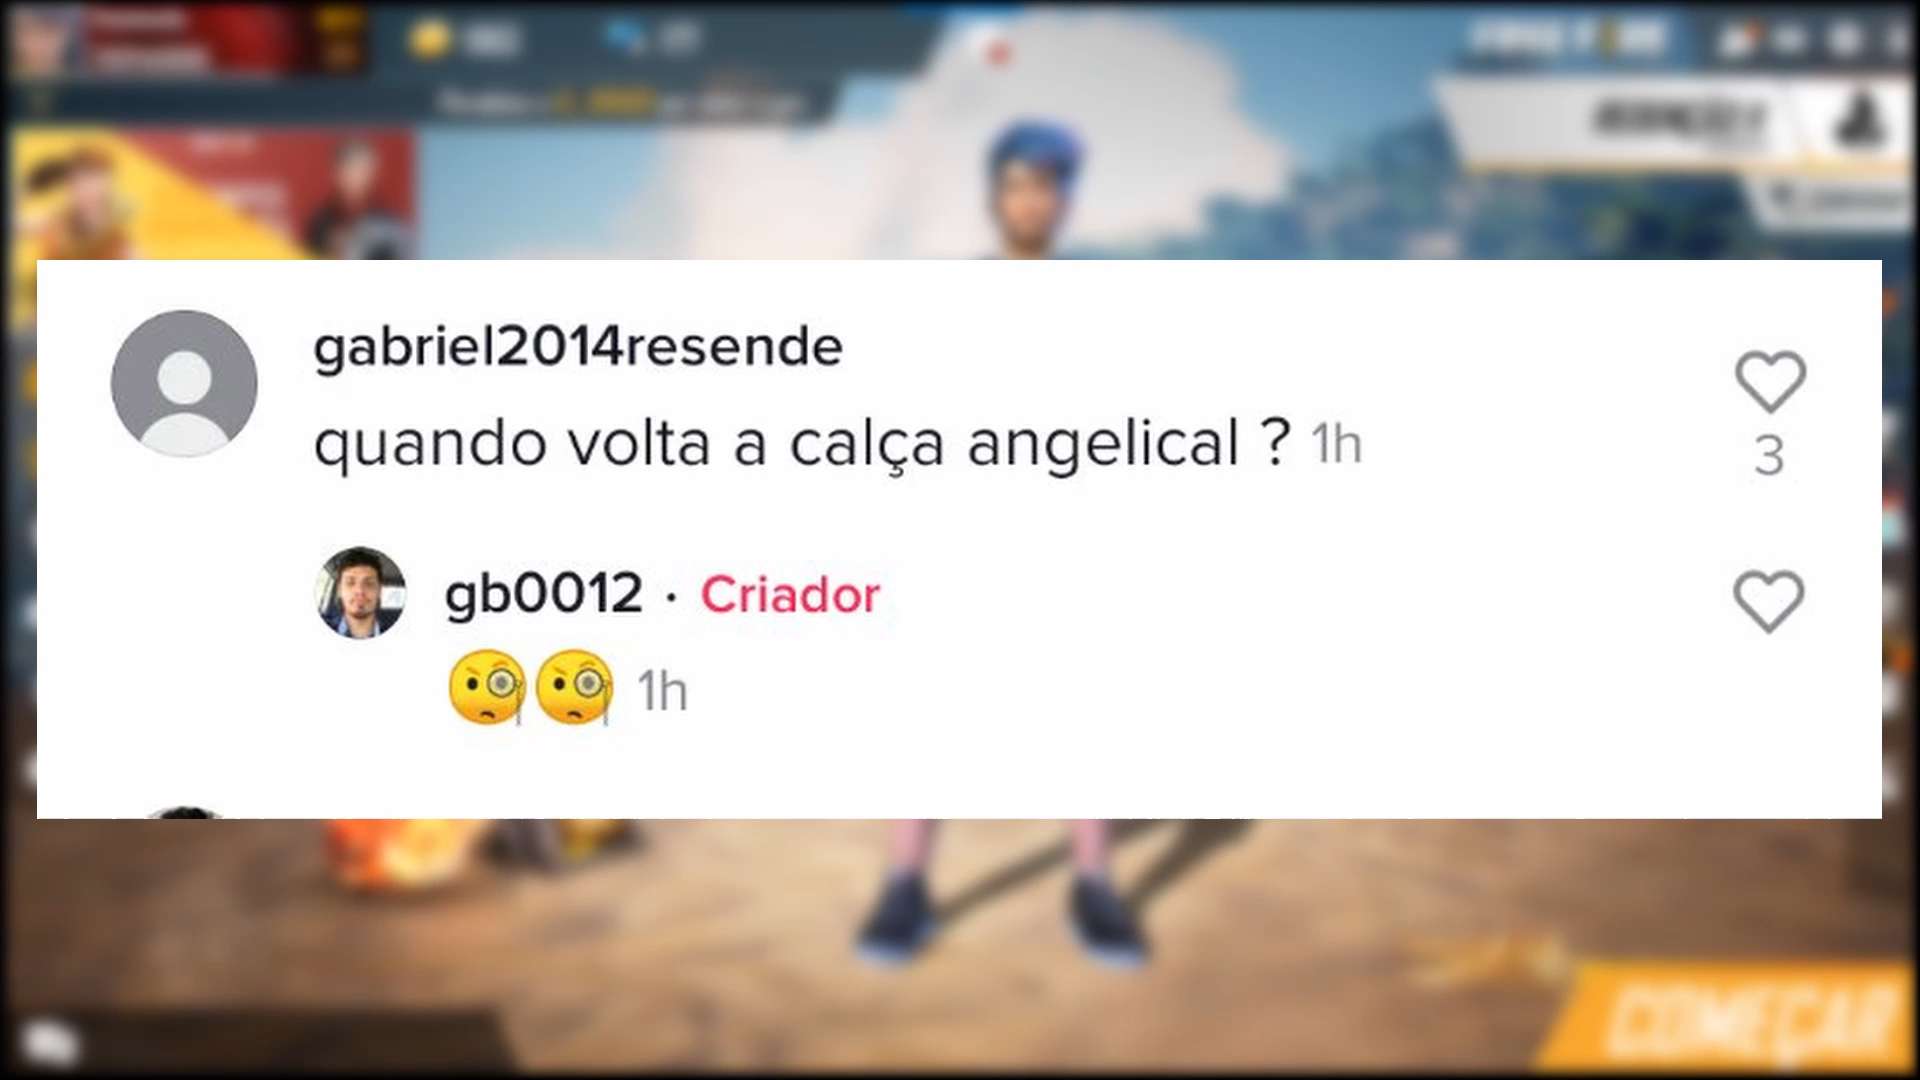 gabriel2014resende
quando volta a calça angelical ? 1h
3
gb0012 · Criador
🧐🧐 1h
COMEÇAR